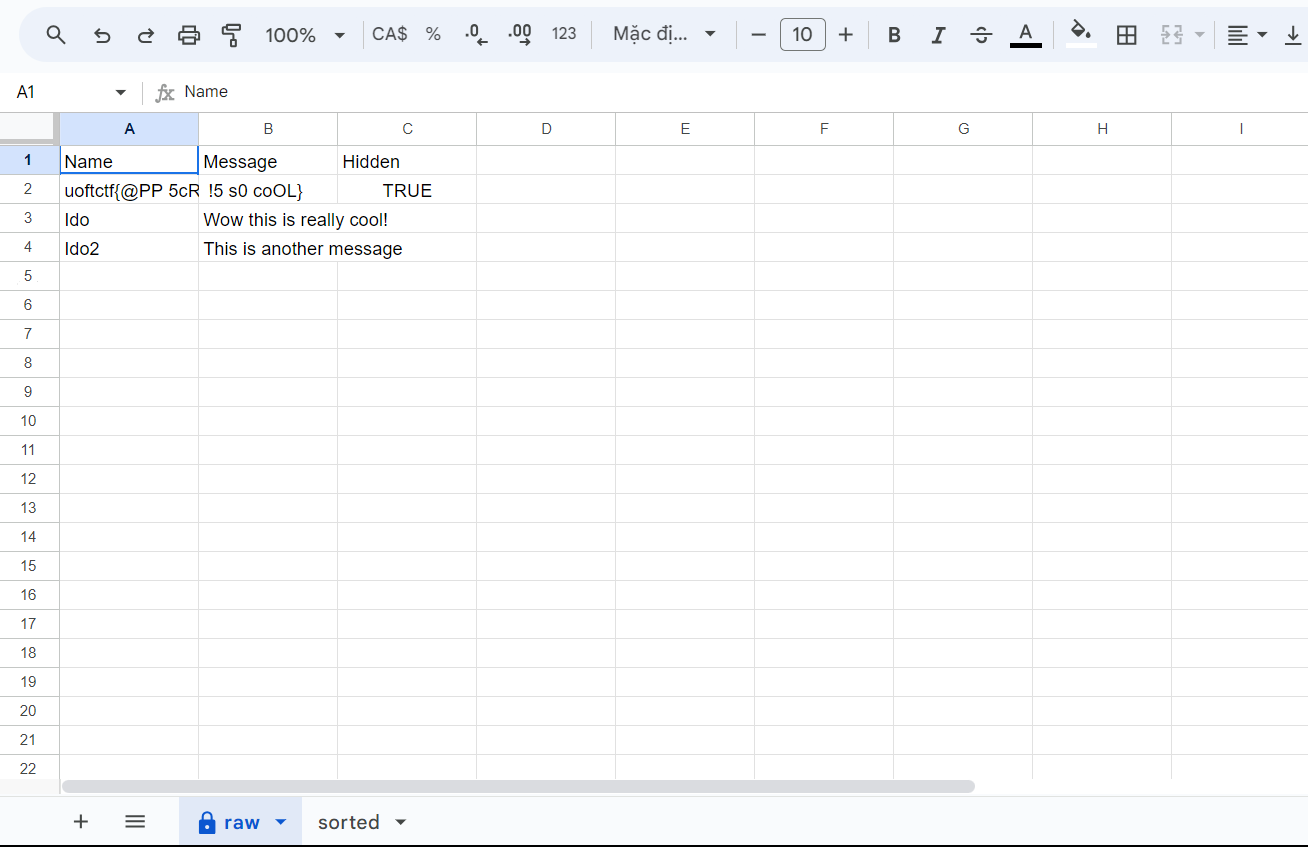 100% CA$ % .0 .00 123 Mặc đị... 10 B I S A
A1 fx Name
A B C D E F G H I
1 Name Message Hidden
2 uoftctf{@PP 5cR !5 s0 coOL} TRUE
3 Ido Wow this is really cool!
4 Ido2 This is another message
5
6
7
8
9
10
11
12
13
14
15
16
17
18
19
20
21
22
raw sorted